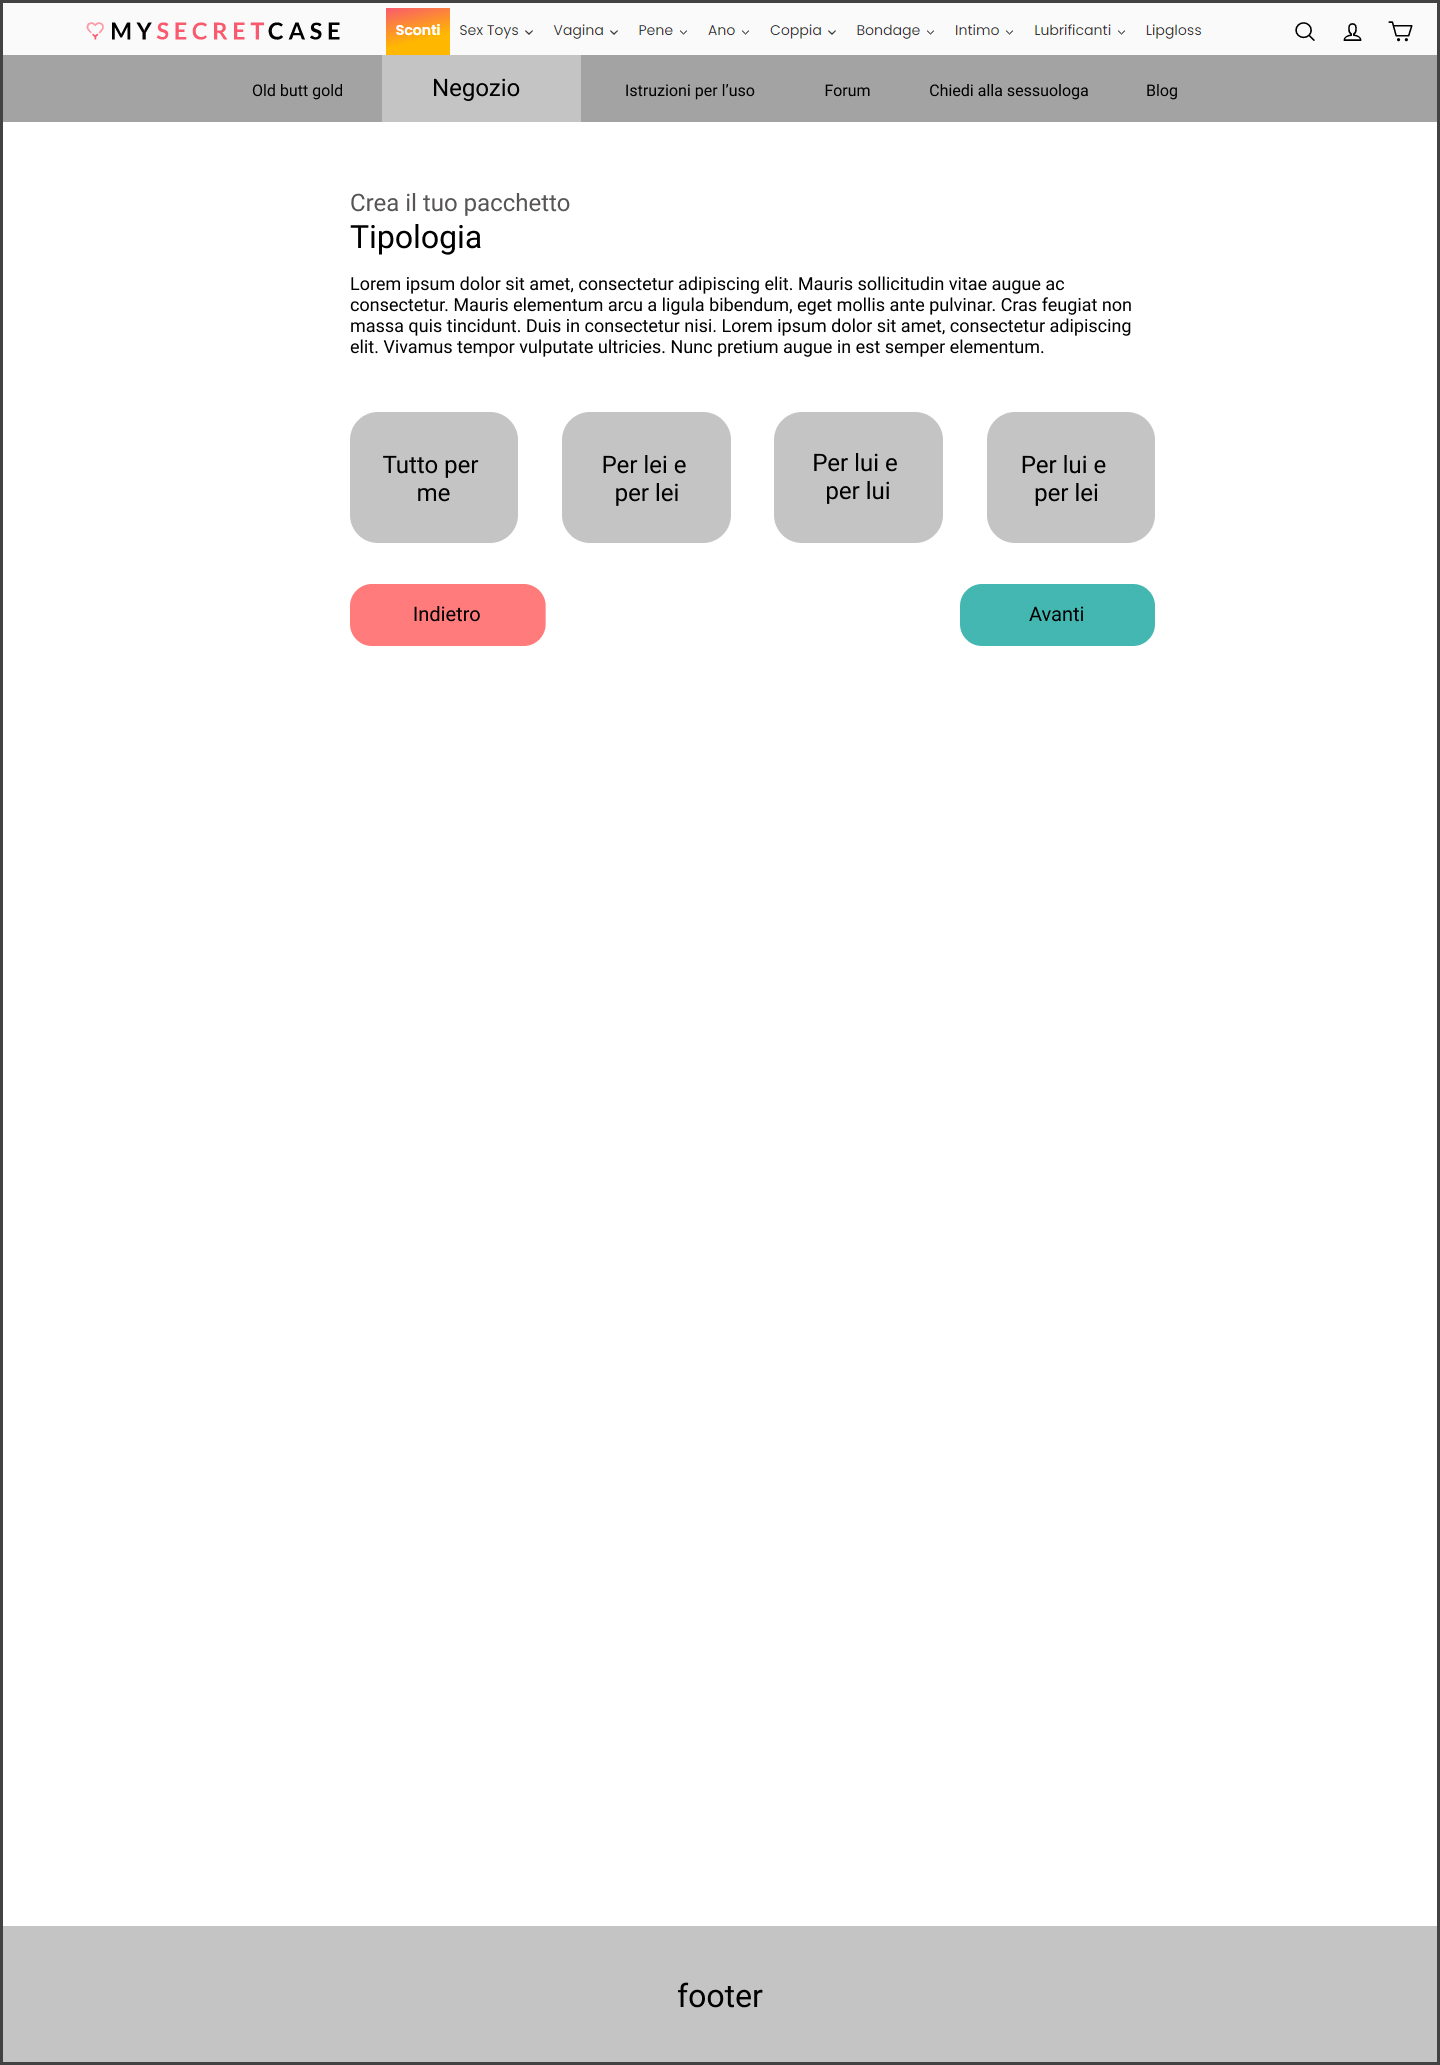 MYSECRETCASE
Sconti Sex Toys Vagina Pene Ano Coppia Bondage Intimo Lubrificanti Lipgloss
Old butt gold Negozio Istruzioni per l’uso Forum Chiedi alla sessuologa Blog
Crea il tuo pacchetto
Tipologia
Lorem ipsum dolor sit amet, consectetur adipiscing elit. Mauris sollicitudin vitae augue ac
consectetur. Mauris elementum arcu a ligula bibendum, eget mollis ante pulvinar. Cras feugiat non
massa quis tincidunt. Duis in consectetur nisi. Lorem ipsum dolor sit amet, consectetur adipiscing
elit. Vivamus tempor vulputate ultricies. Nunc pretium augue in est semper elementum.
Tutto per
me
Per lei e
per lei
Per lui e
per lui
Per lui e
per lei
Indietro
Avanti
footer